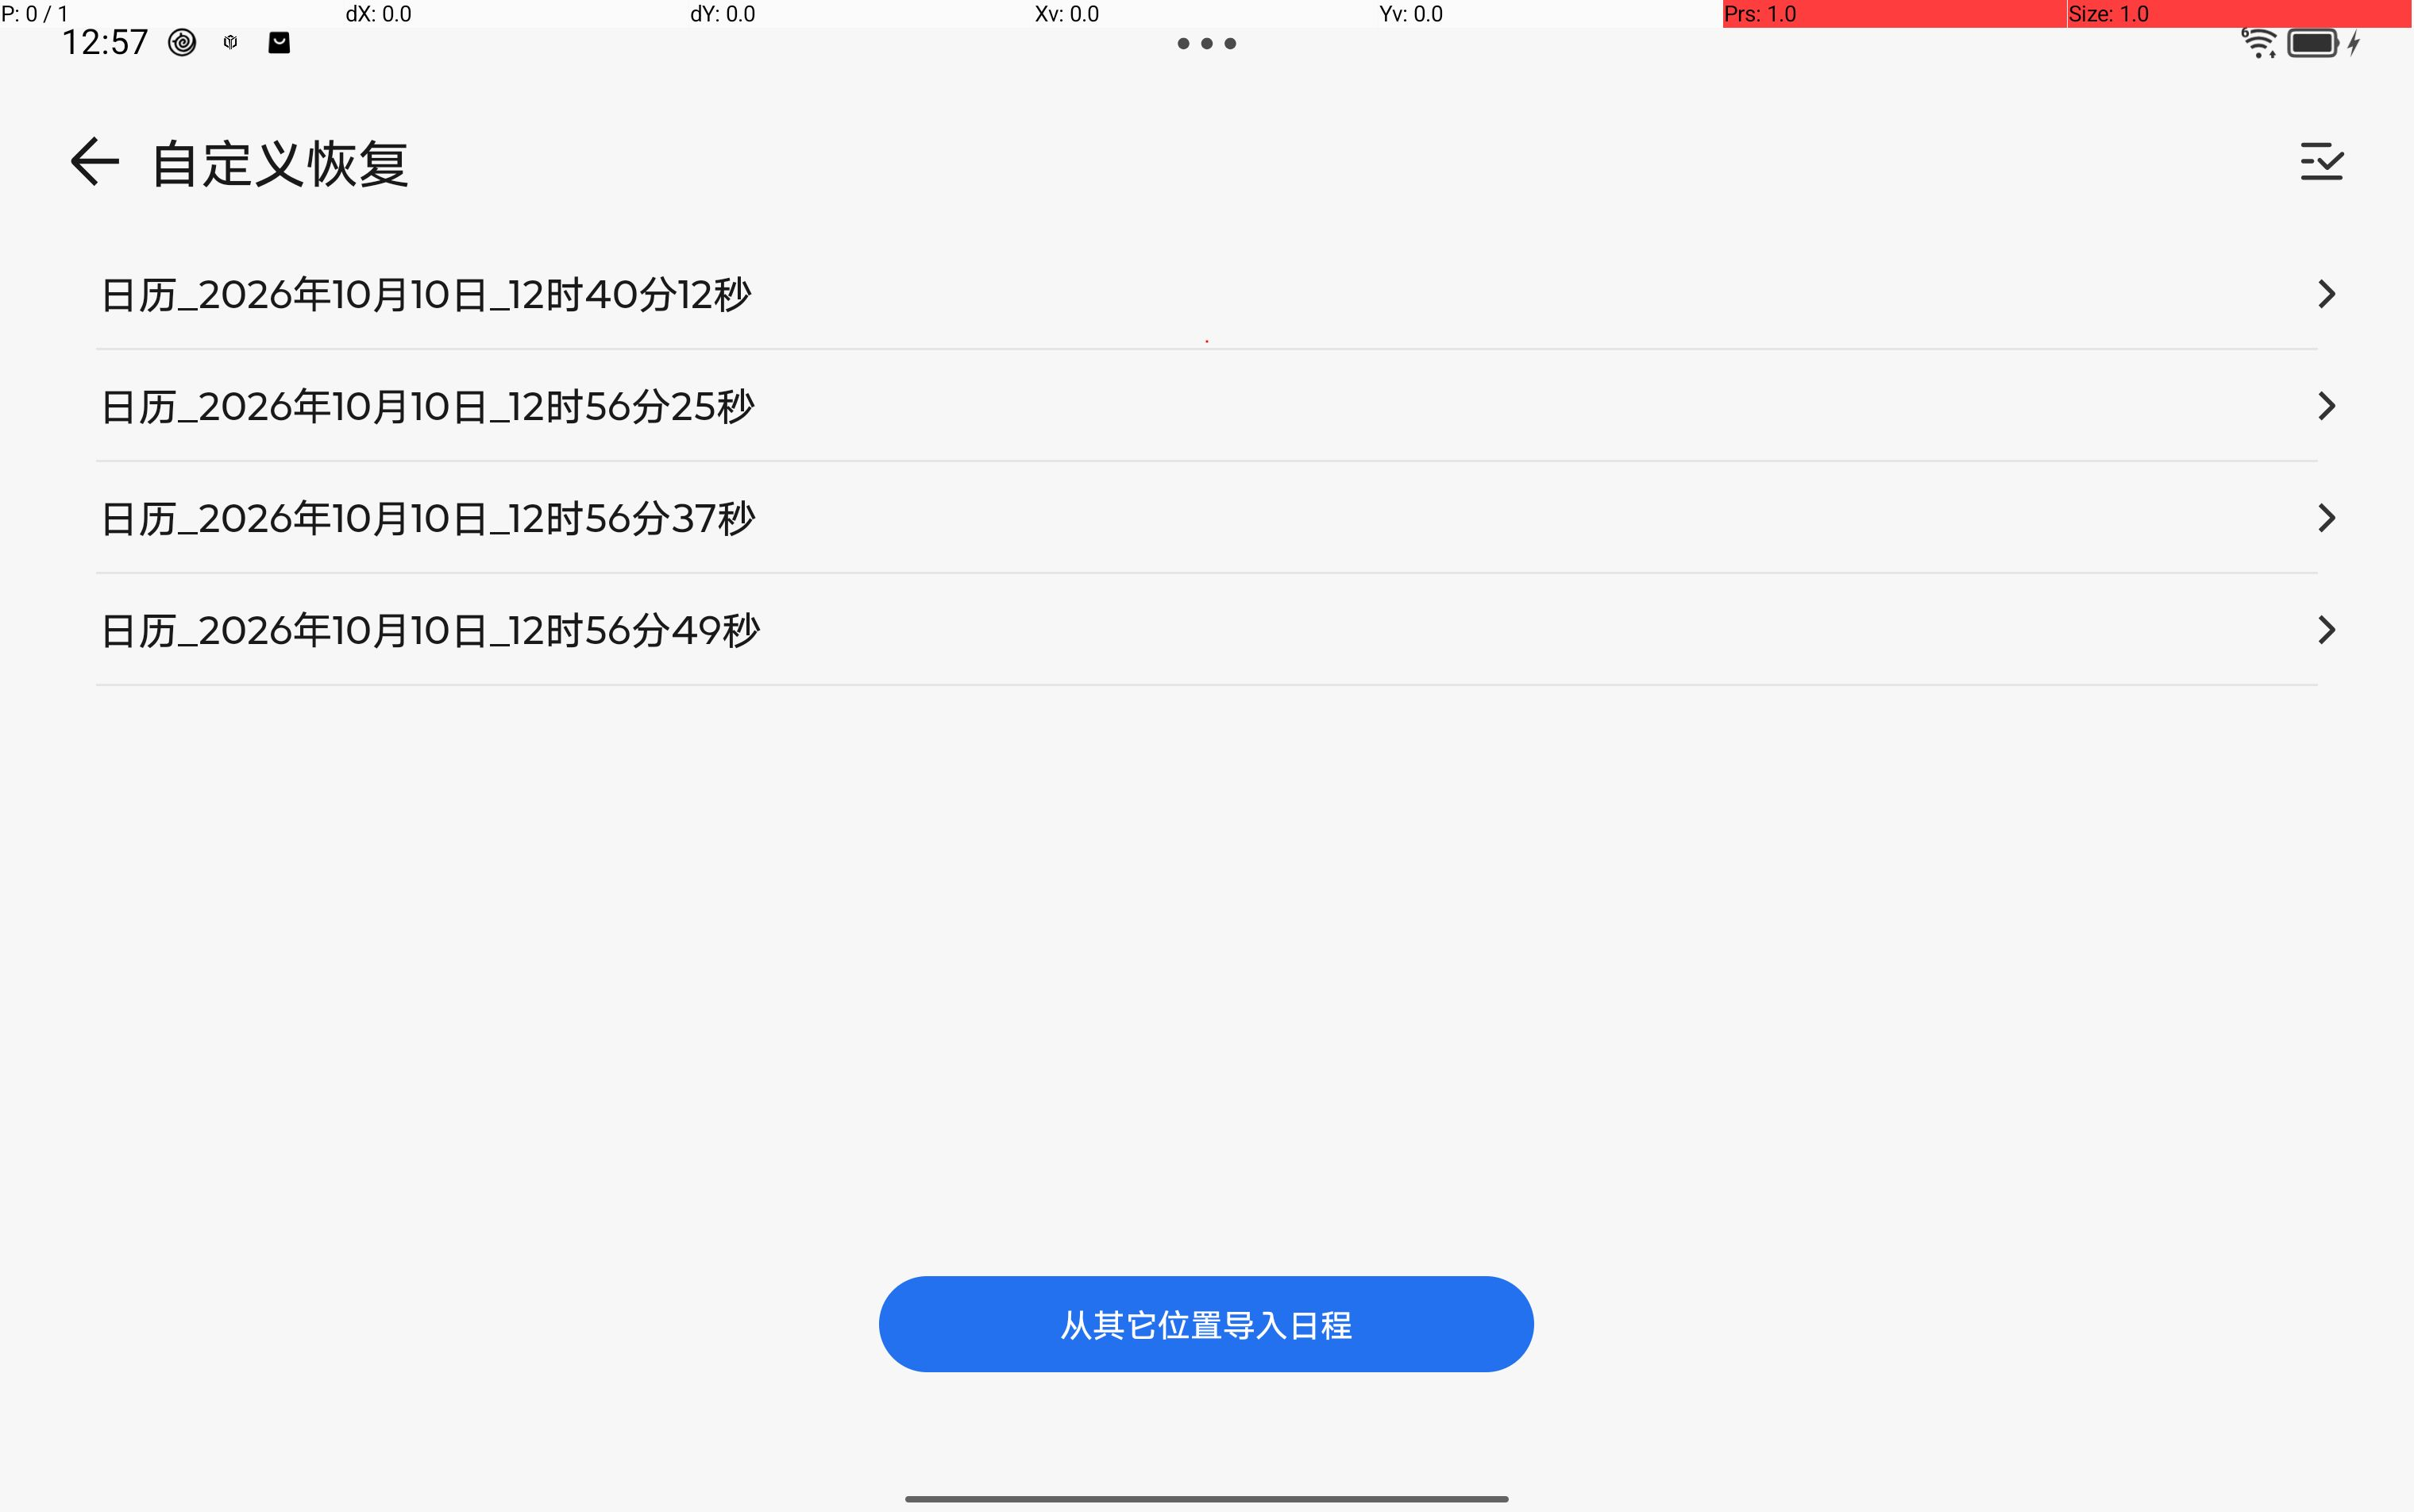 P: 0 / 1 dX: 0.0 dY: 0.0 Xv: 0.0 Yv: 0.0 Prs: 1.0 Size: 1.0
12:57 6
自定义恢复
日历_2026年10月10日_12时40分12秒
日历_2026年10月10日_12时56分25秒
日历_2026年10月10日_12时56分37秒
日历_2026年10月10日_12时56分49秒
从其它位置导入日程